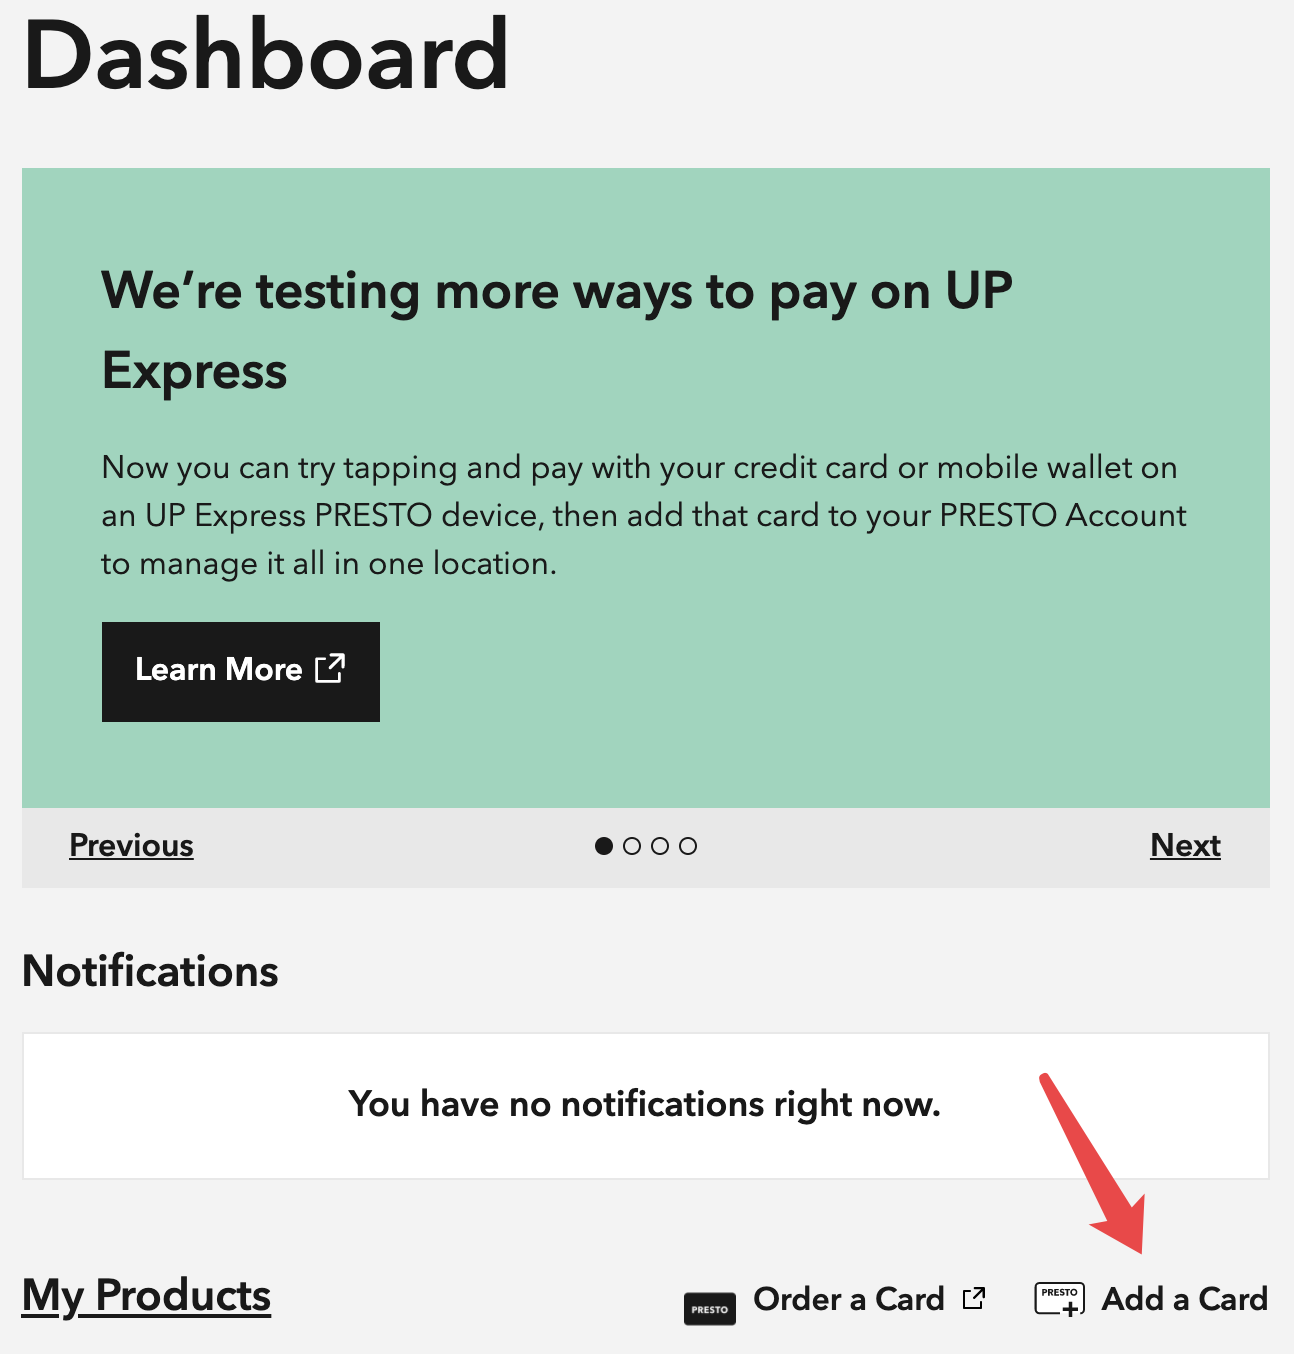 Dashboard
We’re testing more ways to pay on UP
Express
Now you can try tapping and pay with your credit card or mobile wallet on
an UP Express PRESTO device, then add that card to your PRESTO Account
to manage it all in one location.
Learn More
Previous
Next
Notifications
You have no notifications right now.
My Products
PRESTO
Order a Card
PRESTO
Add a Card